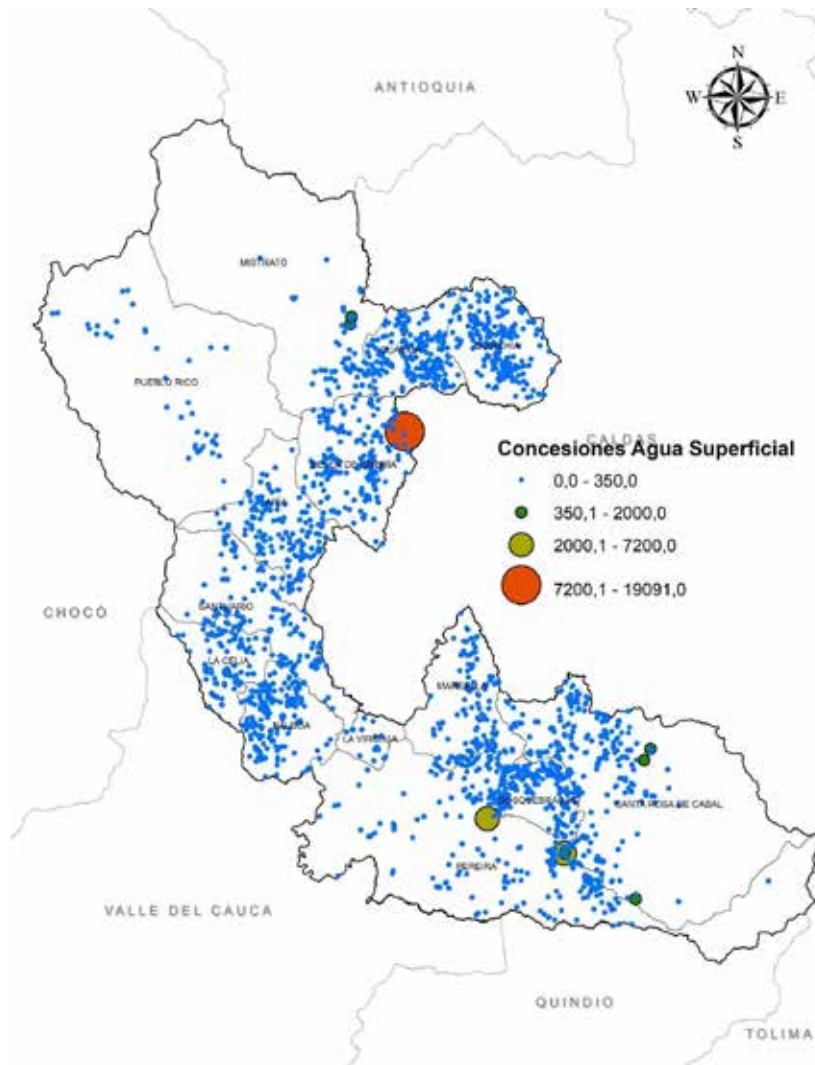 N
W E
S
ANTIOQUIA
MISTRATO
PUEBLO RICO
CALDAS
Concesiones Agua Superficial
0,0 - 350,0
350,1 - 2000,0
2000,1 - 7200,0
7200,1 - 19091,0
CHOCÓ
SANTUARIO
LA CELIA
LA VIRGINIA
SANTA ROSA DE CABAL
PEREIRA
VALLE DEL CAUCA
QUINDIO
TOLIMA